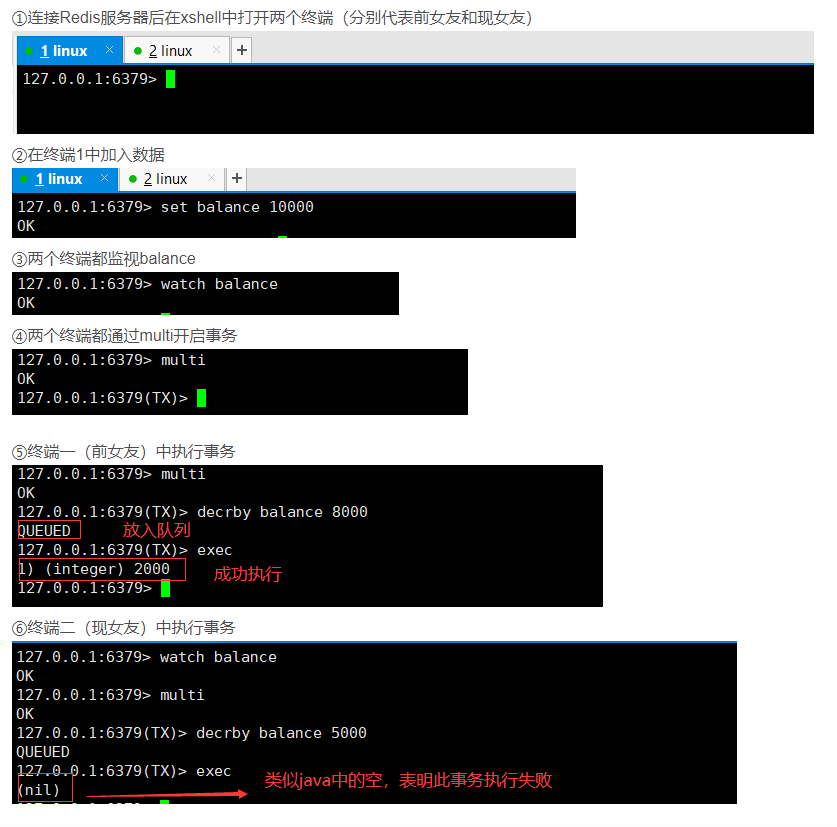 ①连接Redis服务器后在xshell中打开两个终端（分别代表前女友和现女友）
1 linux × 2 linux × +
127.0.0.1:6379>
②在终端1中加入数据
1 linux × 2 linux × +
127.0.0.1:6379> set balance 10000
OK
③两个终端都监视balance
127.0.0.1:6379> watch balance
OK
④两个终端都通过multi开启事务
127.0.0.1:6379> multi
OK
127.0.0.1:6379(TX)>
⑤终端一（前女友）中执行事务
127.0.0.1:6379> multi
OK
127.0.0.1:6379(TX)> decrby balance 8000
QUEUED 放入队列
127.0.0.1:6379(TX)> exec
1) (integer) 2000 成功执行
127.0.0.1:6379>
⑥终端二（现女友）中执行事务
127.0.0.1:6379> watch balance
OK
127.0.0.1:6379> multi
OK
127.0.0.1:6379(TX)> decrby balance 5000
QUEUED
127.0.0.1:6379(TX)> exec
(nil) 类似java中的空，表明此事务执行失败